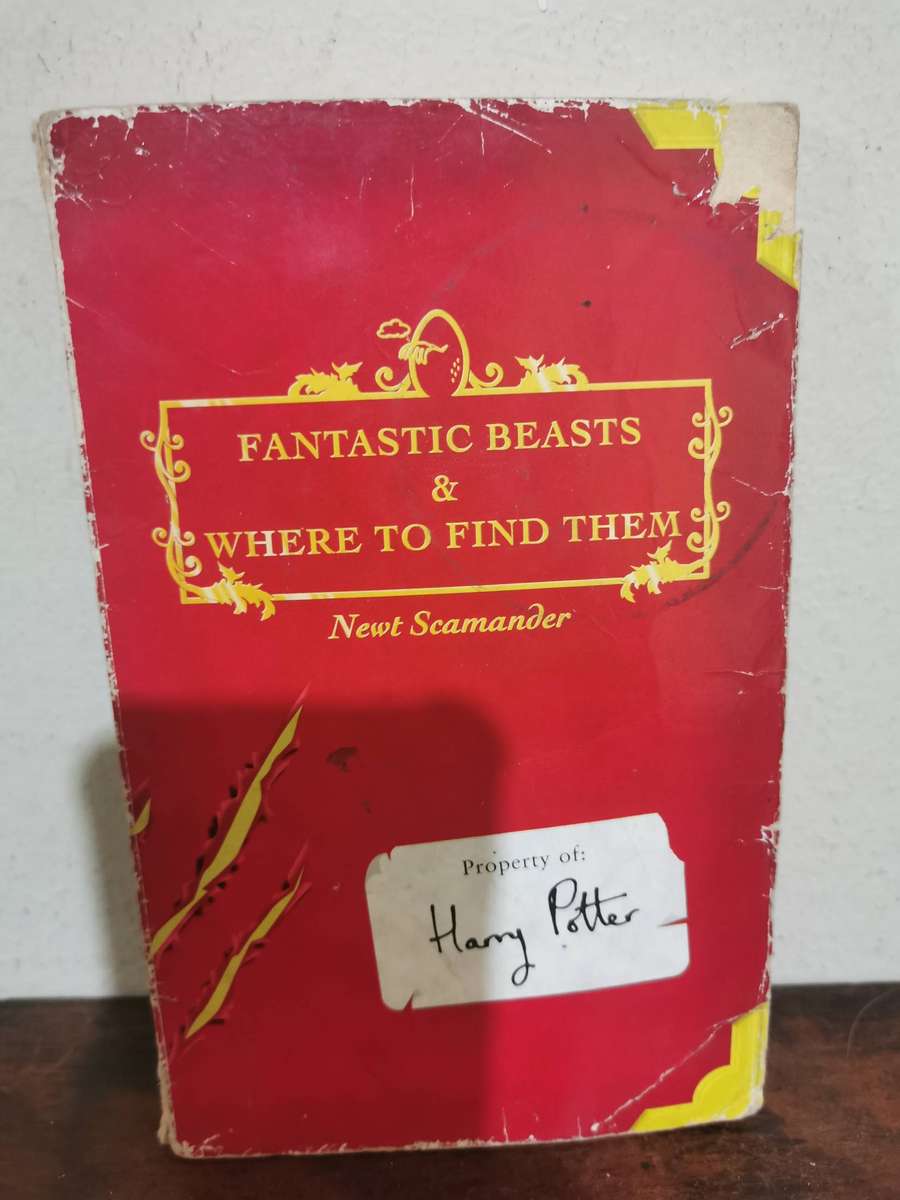 FANTASTIC BEASTS
&
WHERE TO FIND THEM
Newt Scamander
Property of:
Harry Potter